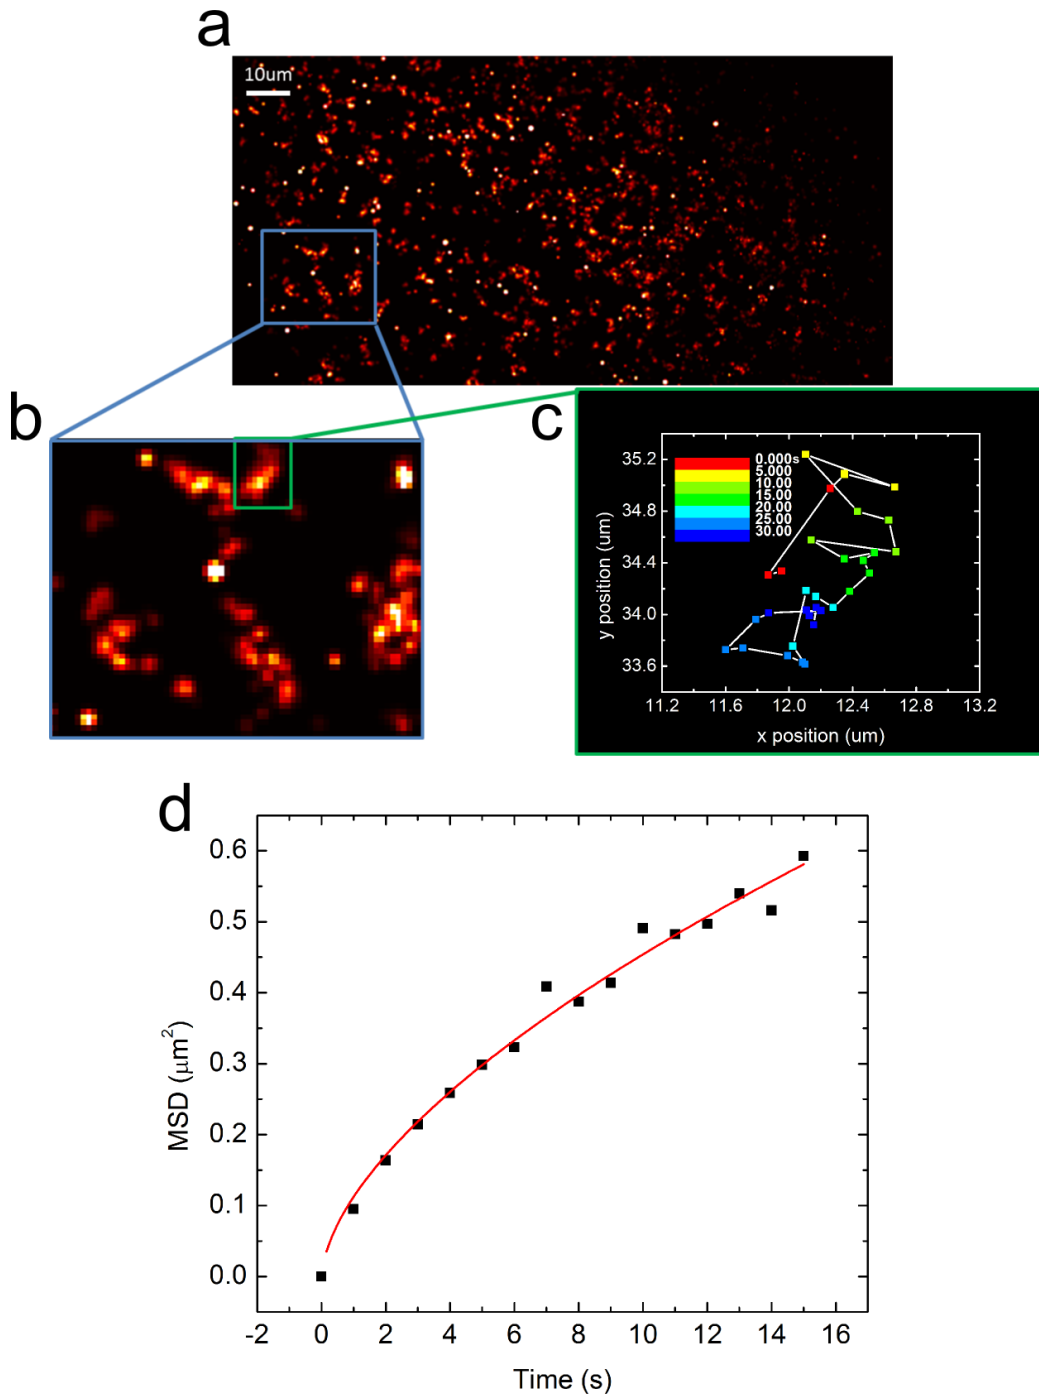 a
10um
b
c
35.2
34.8
34.4
34.0
33.6
y position (um)
0.000s
5.000
10.00
15.00
20.00
25.00
30.00
11.2 11.6 12.0 12.4 12.8 13.2
x position (um)
d
0.6
0.5
0.4
0.3
0.2
0.1
0.0
MSD (μm²)
-2 0 2 4 6 8 10 12 14 16
Time (s)